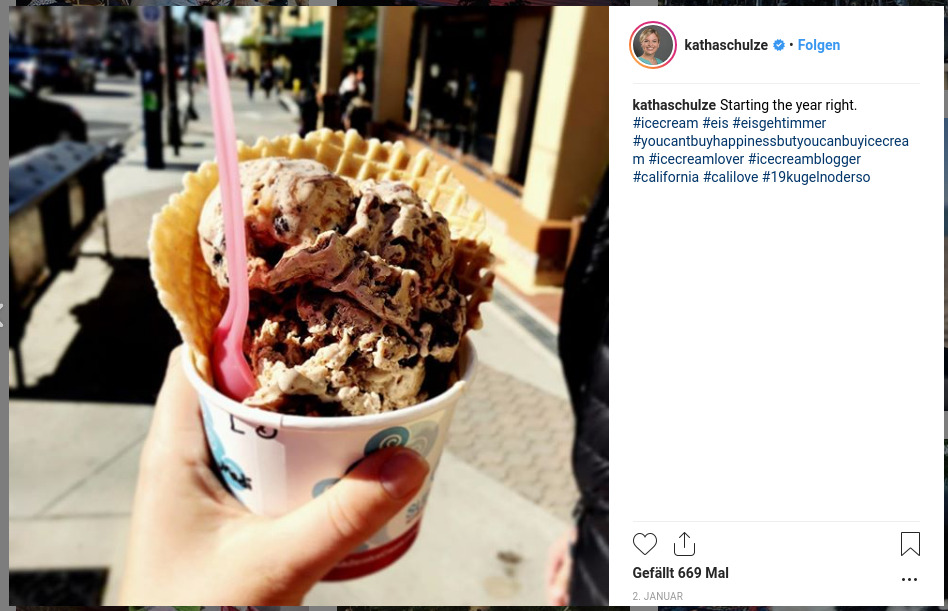 kathaschulze • Folgen
kathaschulze Starting the year right.
#icecream #eis #eisgehtimmer
#youcantbuyhappinessbutyoucanbuyicecrea
m #icecreamlover #icecreamblogger
#california #calilove #19kugelnoderso
Gefällt 669 Mal
2. JANUAR